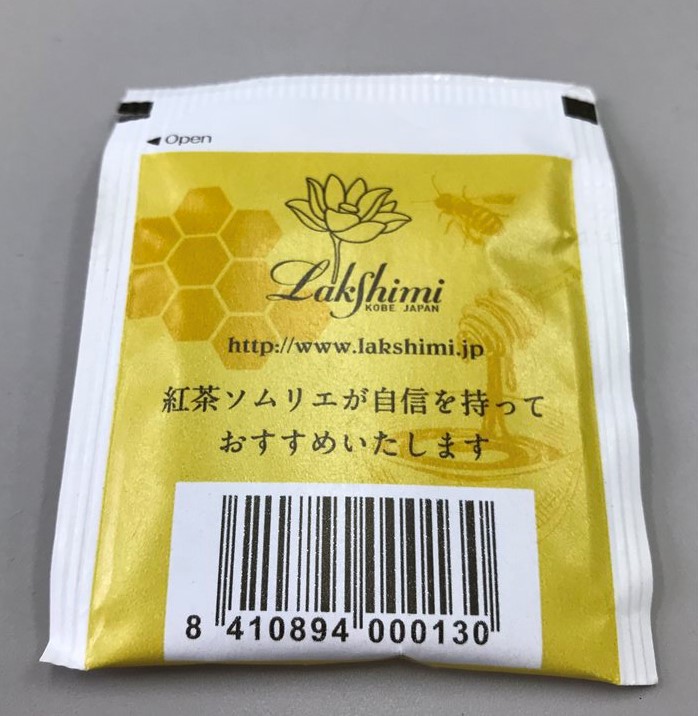 ◀ Open
Lakshimi
KOBE JAPAN
http://www.lakshimi.jp
紅茶ソムリエが自信を持って
おすすめいたします
8 410894 000130